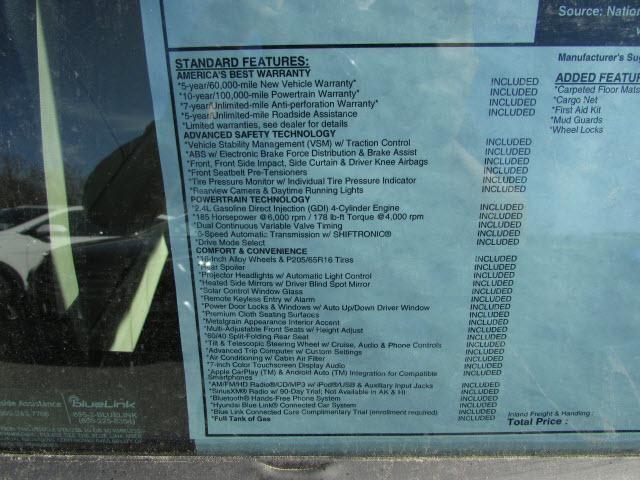 Source: Nation
Manufacturer's Sug
STANDARD FEATURES:
AMERICA'S BEST WARRANTY
*5-year/60,000-mile New Vehicle Warranty* INCLUDED
*10-year/100,000-mile Powertrain Warranty* INCLUDED
*7-year/Unlimited-mile Anti-perforation Warranty* INCLUDED
*5-year/Unlimited-mile Roadside Assistance INCLUDED
*Limited warranties, see dealer for details
ADVANCED SAFETY TECHNOLOGY
*Vehicle Stability Management (VSM) w/ Traction Control INCLUDED
*ABS w/ Electronic Brake Force Distribution & Brake Assist INCLUDED
*Front, Front Side Impact, Side Curtain & Driver Knee Airbags INCLUDED
*Front Seatbelt Pre-Tensioners INCLUDED
*Tire Pressure Monitor w/ Individual Tire Pressure Indicator INCLUDED
*Rearview Camera & Daytime Running Lights INCLUDED
POWERTRAIN TECHNOLOGY
*2.4L Gasoline Direct Injection (GDI) 4-Cylinder Engine INCLUDED
*185 Horsepower @6,000 rpm / 178 lb-ft Torque @4,000 rpm INCLUDED
*Dual Continuous Variable Valve Timing INCLUDED
*6-Speed Automatic Transmission w/ SHIFTRONIC® INCLUDED
*Drive Mode Select INCLUDED
COMFORT & CONVENIENCE
*16-Inch Alloy Wheels & P205/65R16 Tires INCLUDED
*Rear Spoiler INCLUDED
*Projector Headlights w/ Automatic Light Control INCLUDED
*Heated Side Mirrors w/ Driver Blind Spot Mirror INCLUDED
*Solar Control Window Glass INCLUDED
*Remote Keyless Entry w/ Alarm INCLUDED
*Power Door Locks & Windows w/ Auto Up/Down Driver Window INCLUDED
*Premium Cloth Seating Surfaces INCLUDED
*Metalgrain Appearance Interior Accent INCLUDED
*Multi-Adjustable Front Seats w/ Height Adjust INCLUDED
*60/40 Split-Folding Rear Seat INCLUDED
*Tilt & Telescopic Steering Wheel w/ Cruise, Audio & Phone Controls INCLUDED
*Advanced Trip Computer w/ Custom Settings INCLUDED
*Air Conditioning w/ Cabin Air Filter INCLUDED
*7-inch Color Touchscreen Display Audio INCLUDED
*Apple CarPlay (TM) & Android Auto (TM) Integration for Compatible INCLUDED
Smartphones
*AM/FM/HD Radio®/CD/MP3 w/ iPod®/USB & Auxiliary Input Jacks INCLUDED
*SiriusXM® Radio w/ 90-Day Trial; Not Available in AK & HI INCLUDED
*Bluetooth® Hands-Free Phone System INCLUDED
*Hyundai Blue Link® Connected Car System INCLUDED
*Blue Link Connected Care Complimentary Trial (enrollment required) INCLUDED
*Full Tank of Gas INCLUDED
ADDED FEATUR
*Carpeted Floor Mats
*Cargo Net
*First Aid Kit
*Mud Guards
*Wheel Locks
Inland Freight & Handling:
Total Price:
side Assistance
BlueLink
855-2-BLUELINK
(855-225-8354)